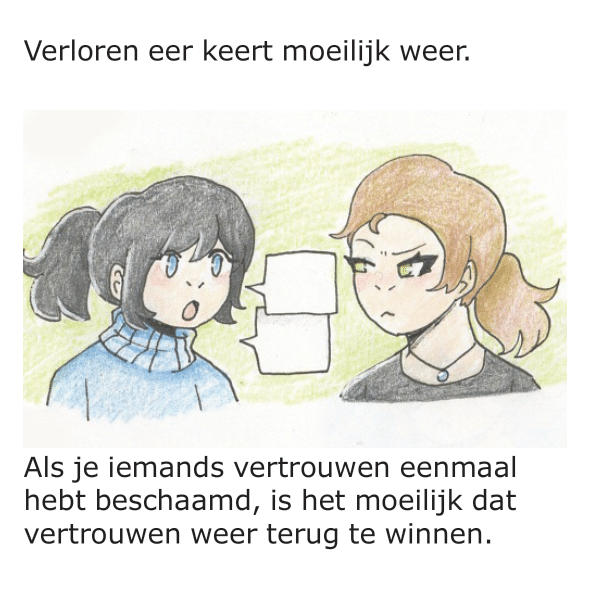 Verloren eer keert moeilijk weer.
Als je iemands vertrouwen eenmaal
hebt beschaamd, is het moeilijk dat
vertrouwen weer terug te winnen.